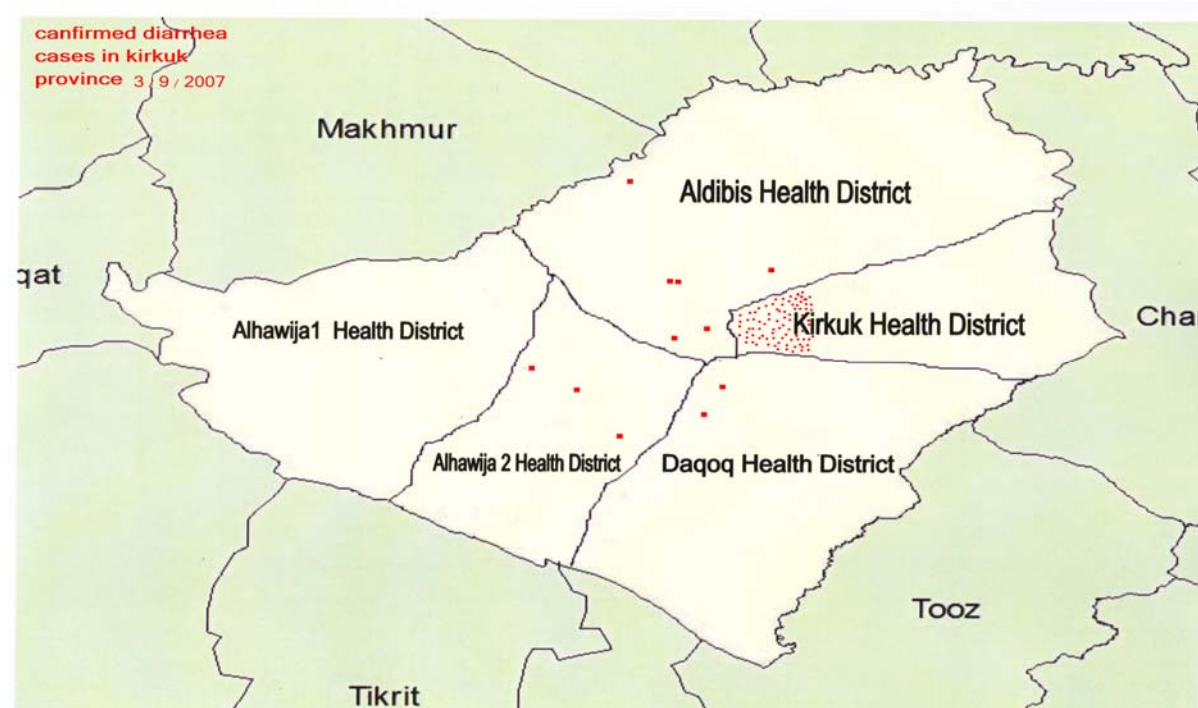 canfirmed diarrhea
cases in kirkuk
province 3 / 9 / 2007
Makhmur
Aldibis Health District
qat
Alhawija1 Health District
Kirkuk Health District
Cha
Alhawija 2 Health District
Daqoq Health District
Tooz
Tikrit